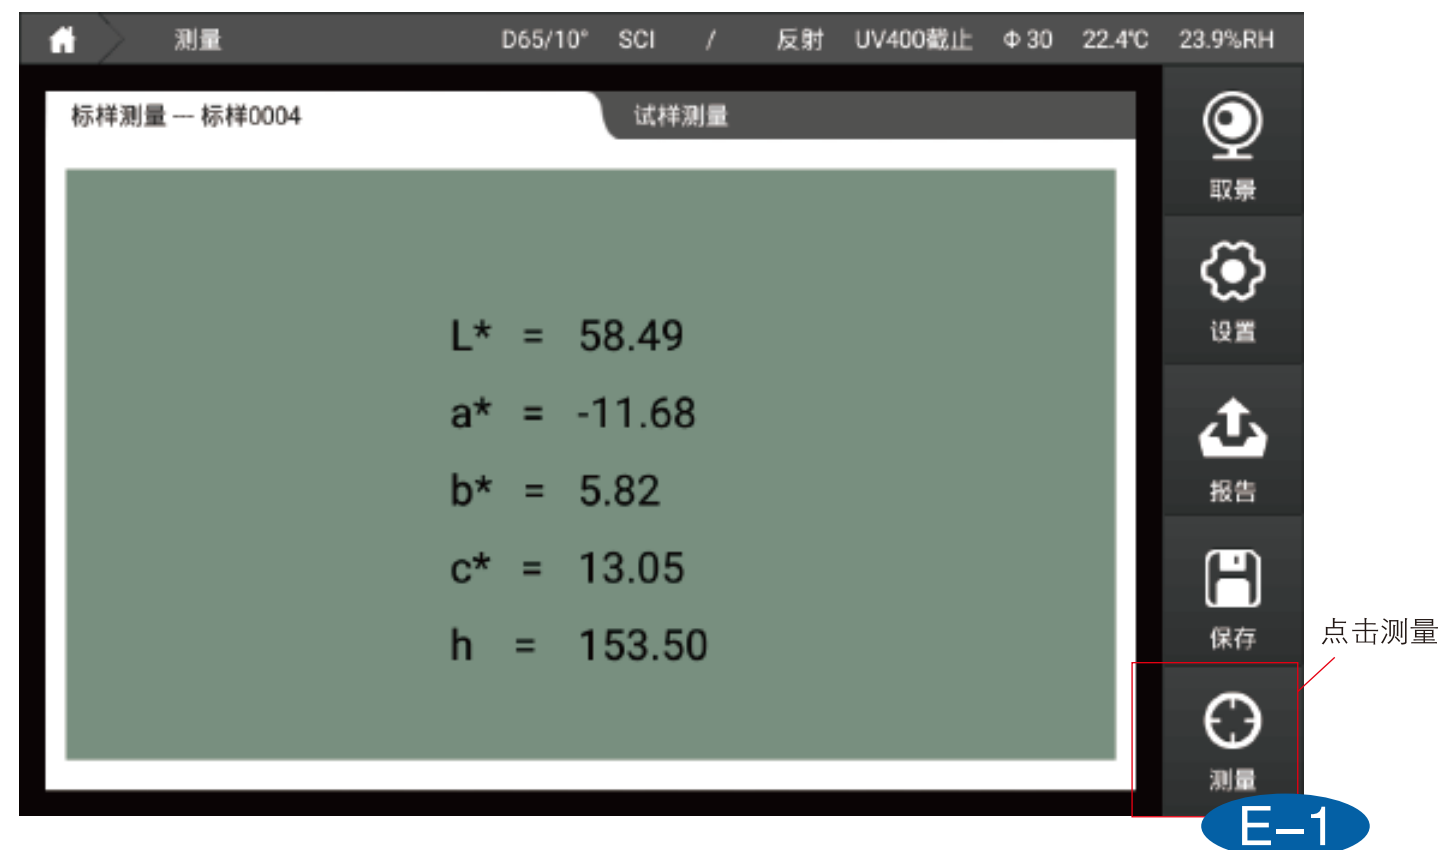 测量 D65/10° SCI / 反射 UV400截止 Φ30 22.4℃ 23.9%RH
标样测量 -- 标样0004 试样测量
取景
设置
L* = 58.49
a* = -11.68
b* = 5.82
c* = 13.05
h = 153.50
报告
保存
点击测量
测量
E-1